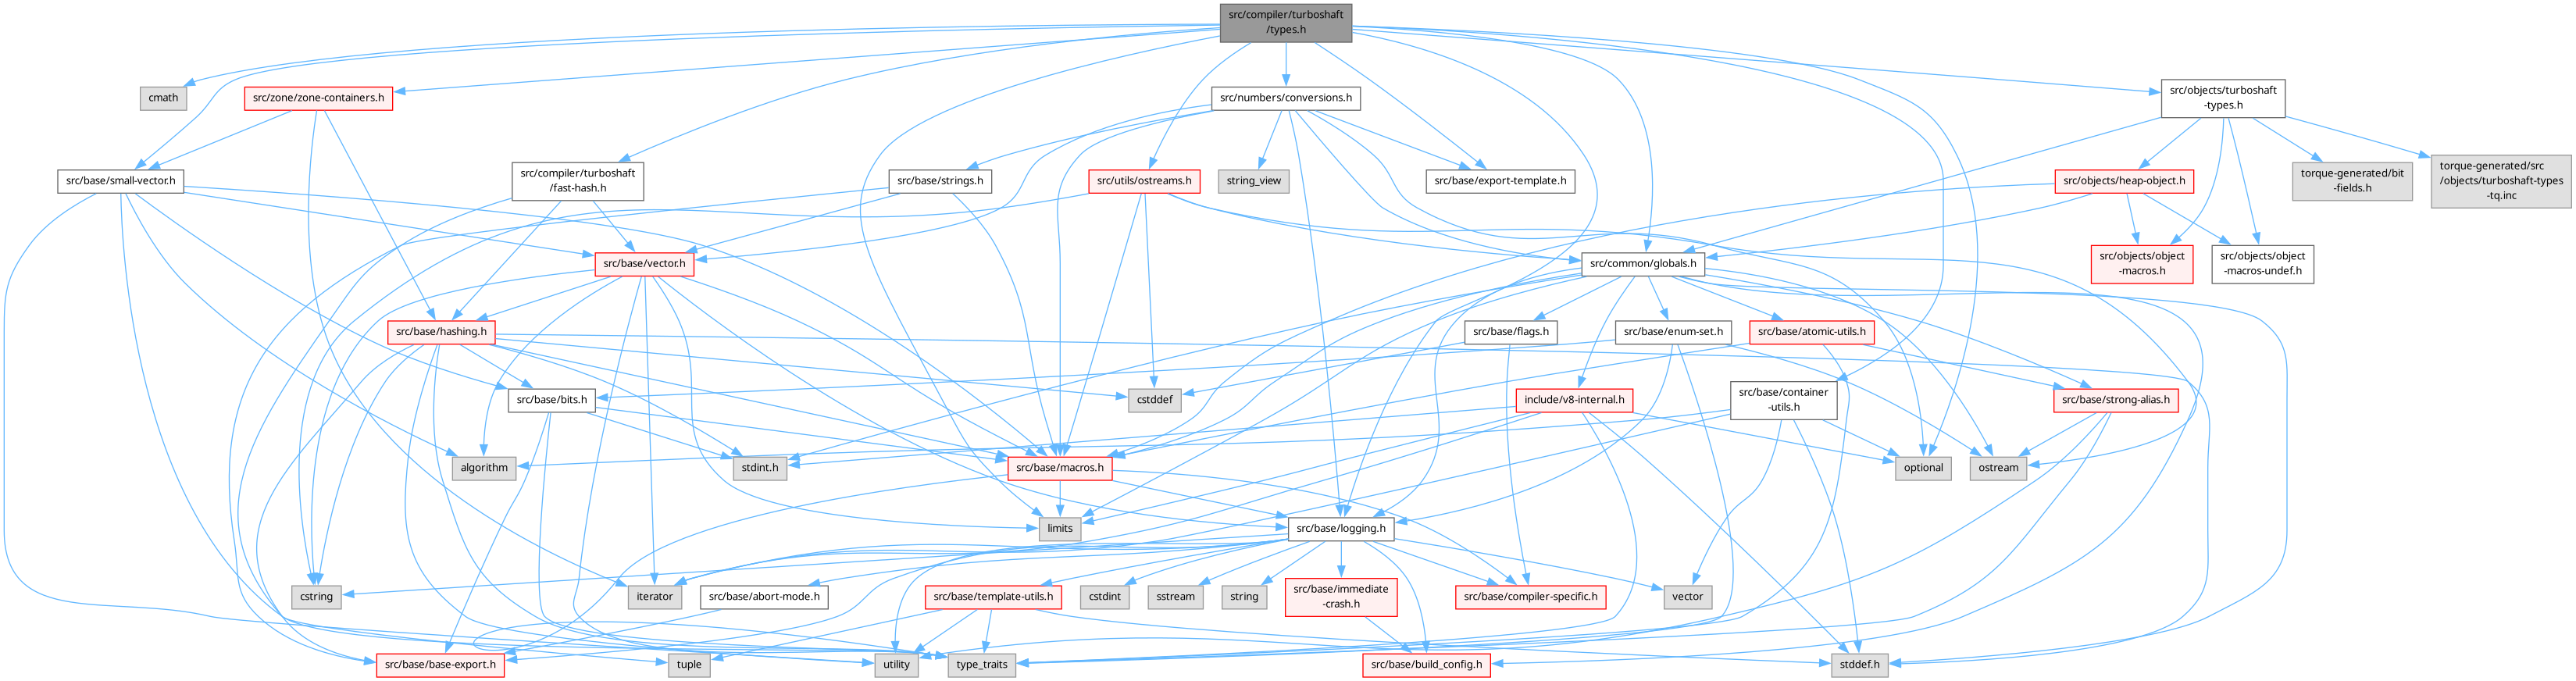 src/compiler/turboshaft
/types.h
cmath
src/zone/zone-containers.h
src/numbers/conversions.h
src/objects/turboshaft
-types.h
src/base/small-vector.h
src/compiler/turboshaft
/fast-hash.h
src/base/strings.h
src/utils/ostreams.h
string_view
src/base/export-template.h
src/objects/heap-object.h
torque-generated/bit
-fields.h
torque-generated/src
/objects/turboshaft-types
-tq.inc
src/base/vector.h
src/common/globals.h
src/objects/object
-macros.h
src/objects/object
-macros-undef.h
src/base/hashing.h
src/base/flags.h
src/base/enum-set.h
src/base/atomic-utils.h
src/base/bits.h
cstddef
include/v8-internal.h
src/base/container
-utils.h
src/base/strong-alias.h
algorithm
stdint.h
src/base/macros.h
optional
ostream
limits
src/base/logging.h
cstring
iterator
src/base/abort-mode.h
src/base/template-utils.h
cstdint
sstream
string
src/base/immediate
-crash.h
src/base/compiler-specific.h
vector
src/base/base-export.h
tuple
utility
type_traits
src/base/build_config.h
stddef.h